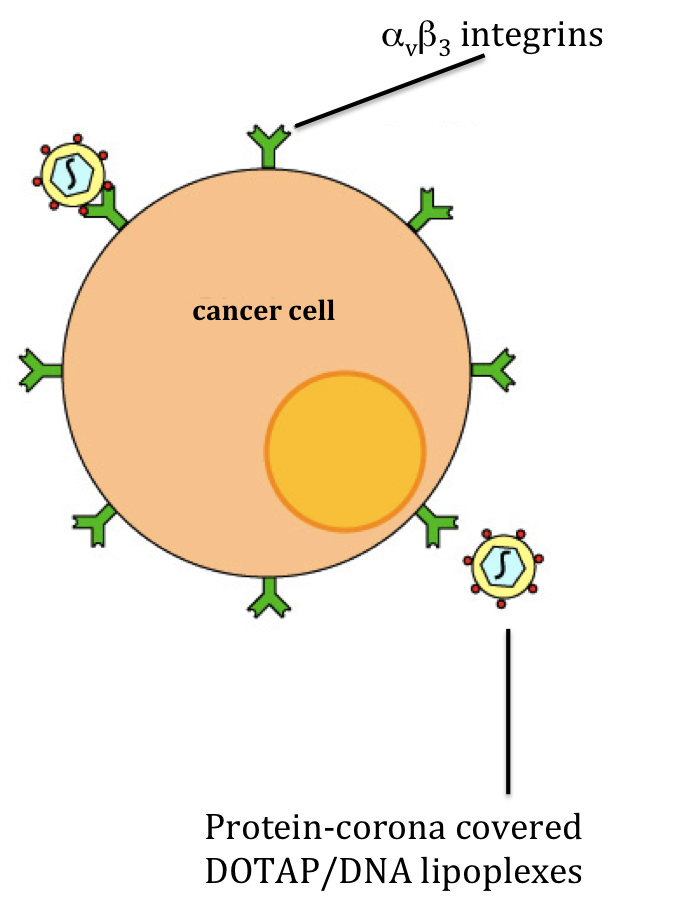 αvβ3 integrins
cancer cell
Protein-corona covered
DOTAP/DNA lipoplexes